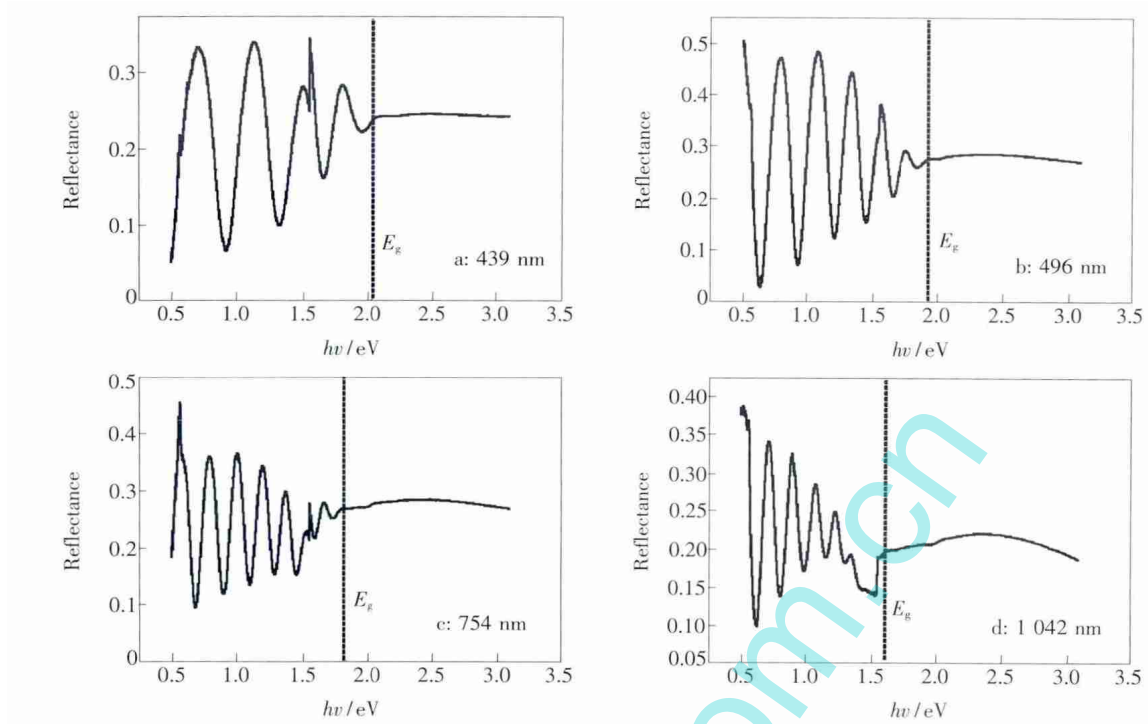 Reflectance
0.3
0.2
0.1
0
E_g
a: 439 nm
0.5 1.0 1.5 2.0 2.5 3.0 3.5
hν/eV
Reflectance
0.5
0.4
0.3
0.2
0.1
0
E_g
b: 496 nm
0.5 1.0 1.5 2.0 2.5 3.0 3.5
hν/eV
Reflectance
0.5
0.4
0.3
0.2
0.1
0
E_g
c: 754 nm
0.5 1.0 1.5 2.0 2.5 3.0 3.5
hν/eV
Reflectance
0.40
0.35
0.30
0.25
0.20
0.15
0.10
0.05
E_g
d: 1 042 nm
0.5 1.0 1.5 2.0 2.5 3.0 3.5
hν/eV
om.cn